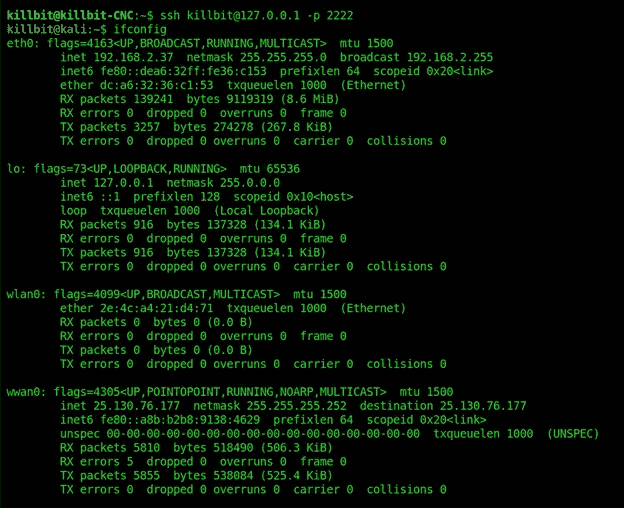 killbit@killbit-CNC:~$ ssh killbit@127.0.0.1 -p 2222
killbit@kali:~$ ifconfig
eth0: flags=4163<UP,BROADCAST,RUNNING,MULTICAST>  mtu 1500
        inet 192.168.2.37  netmask 255.255.255.0  broadcast 192.168.2.255
        inet6 fe80::dea6:32ff:fe36:c153  prefixlen 64  scopeid 0x20<link>
        ether dc:a6:32:36:c1:53  txqueuelen 1000  (Ethernet)
        RX packets 139241  bytes 9119319 (8.6 MiB)
        RX errors 0  dropped 0  overruns 0  frame 0
        TX packets 3257  bytes 274278 (267.8 KiB)
        TX errors 0  dropped 0 overruns 0  carrier 0  collisions 0

lo: flags=73<UP,LOOPBACK,RUNNING>  mtu 65536
        inet 127.0.0.1  netmask 255.0.0.0
        inet6 ::1  prefixlen 128  scopeid 0x10<host>
        loop  txqueuelen 1000  (Local Loopback)
        RX packets 916  bytes 137328 (134.1 KiB)
        RX errors 0  dropped 0  overruns 0  frame 0
        TX packets 916  bytes 137328 (134.1 KiB)
        TX errors 0  dropped 0 overruns 0  carrier 0  collisions 0

wlan0: flags=4099<UP,BROADCAST,MULTICAST>  mtu 1500
        ether 2e:4c:a4:21:d4:71  txqueuelen 1000  (Ethernet)
        RX packets 0  bytes 0 (0.0 B)
        RX errors 0  dropped 0  overruns 0  frame 0
        TX packets 0  bytes 0 (0.0 B)
        TX errors 0  dropped 0 overruns 0  carrier 0  collisions 0

wwan0: flags=4305<UP,POINTOPOINT,RUNNING,NOARP,MULTICAST>  mtu 1500
        inet 25.130.76.177  netmask 255.255.255.252  destination 25.130.76.177
        inet6 fe80::a8b:b2b8:9138:4629  prefixlen 64  scopeid 0x20<link>
        unspec 00-00-00-00-00-00-00-00-00-00-00-00-00-00-00-00  txqueuelen 1000  (UNSPEC)
        RX packets 5810  bytes 518490 (506.3 KiB)
        RX errors 5  dropped 0  overruns 0  frame 0
        TX packets 5855  bytes 538084 (525.4 KiB)
        TX errors 0  dropped 0 overruns 0  carrier 0  collisions 0